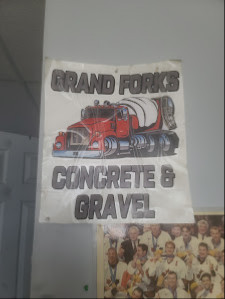 GRAND FORKS
CONCRETE &
GRAVEL